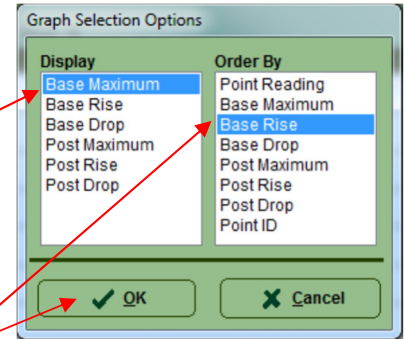 Graph Selection Options
Display
Base Maximum
Base Rise
Base Drop
Post Maximum
Post Rise
Post Drop
Order By
Point Reading
Base Maximum
Base Rise
Base Drop
Post Maximum
Post Rise
Post Drop
Point ID
OK
Cancel